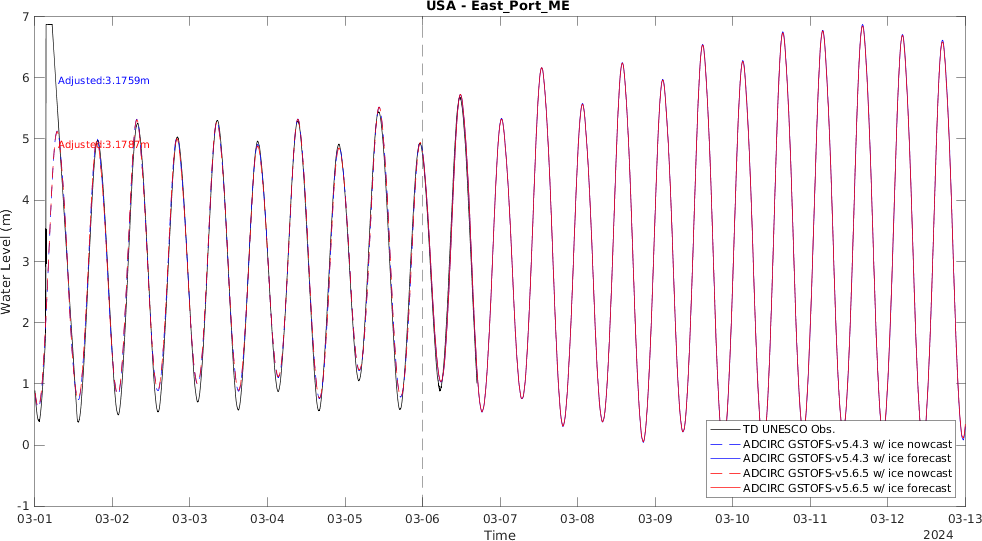 USA - East_Port_ME
7
6
5
4
3
2
1
0
-1
Water Level (m)
Adjusted:3.1759m
Adjusted:3.1787m
TD UNESCO Obs.
ADCIRC GSTOFS-v5.4.3 w/ ice nowcast
ADCIRC GSTOFS-v5.4.3 w/ ice forecast
ADCIRC GSTOFS-v5.6.5 w/ ice nowcast
ADCIRC GSTOFS-v5.6.5 w/ ice forecast
03-01 03-02 03-03 03-04 03-05 03-06 03-07 03-08 03-09 03-10 03-11 03-12 03-13
Time
2024